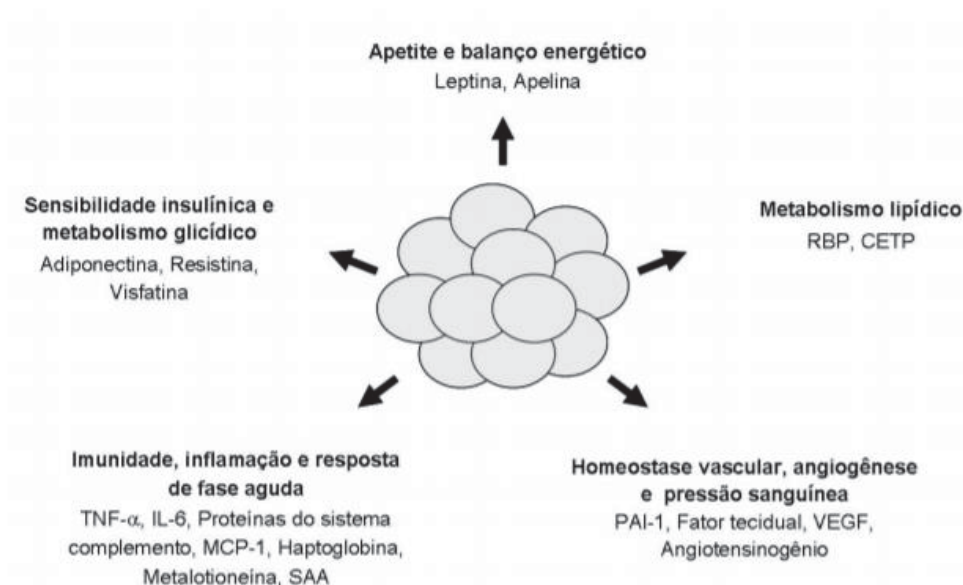 Apetite e balanço energético
Leptina, Apelina
Sensibilidade insulínica e
metabolismo glicídico
Adiponectina, Resistina,
Visfatina
Metabolismo lipídico
RBP, CETP
Imunidade, inflamação e resposta
de fase aguda
TNF-α, IL-6, Proteínas do sistema
complemento, MCP-1, Haptoglobina,
Metalotioneína, SAA
Homeostase vascular, angiogênese
e pressão sanguínea
PAI-1, Fator tecidual, VEGF,
Angiotensinogênio